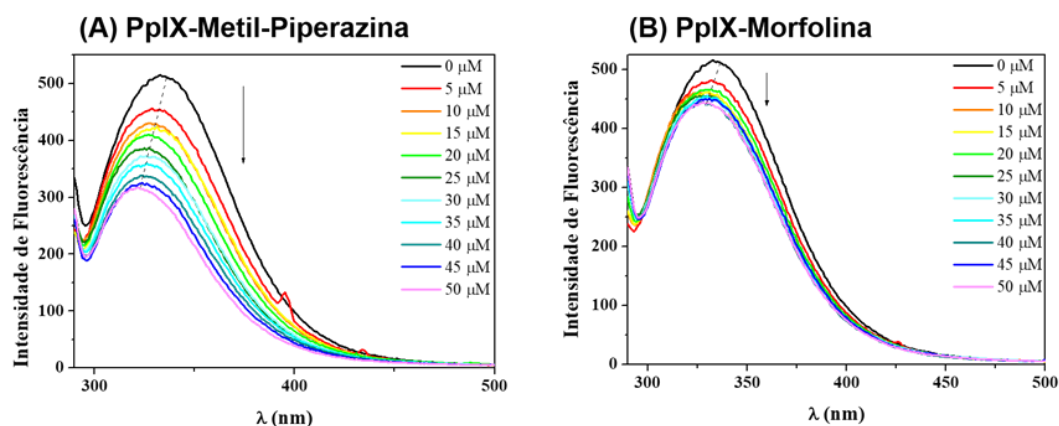 (A) PpIX-Metil-Piperazina
Intensidade de Fluorescência
500
400
300
200
100
0
300
400
500
λ (nm)
0 μM
5 μM
10 μM
15 μM
20 μM
25 μM
30 μM
35 μM
40 μM
45 μM
50 μM
(B) PpIX-Morfolina
Intensidade de Fluorescência
500
400
300
200
100
0
300
350
400
450
500
λ (nm)
0 μM
5 μM
10 μM
15 μM
20 μM
25 μM
30 μM
35 μM
40 μM
45 μM
50 μM